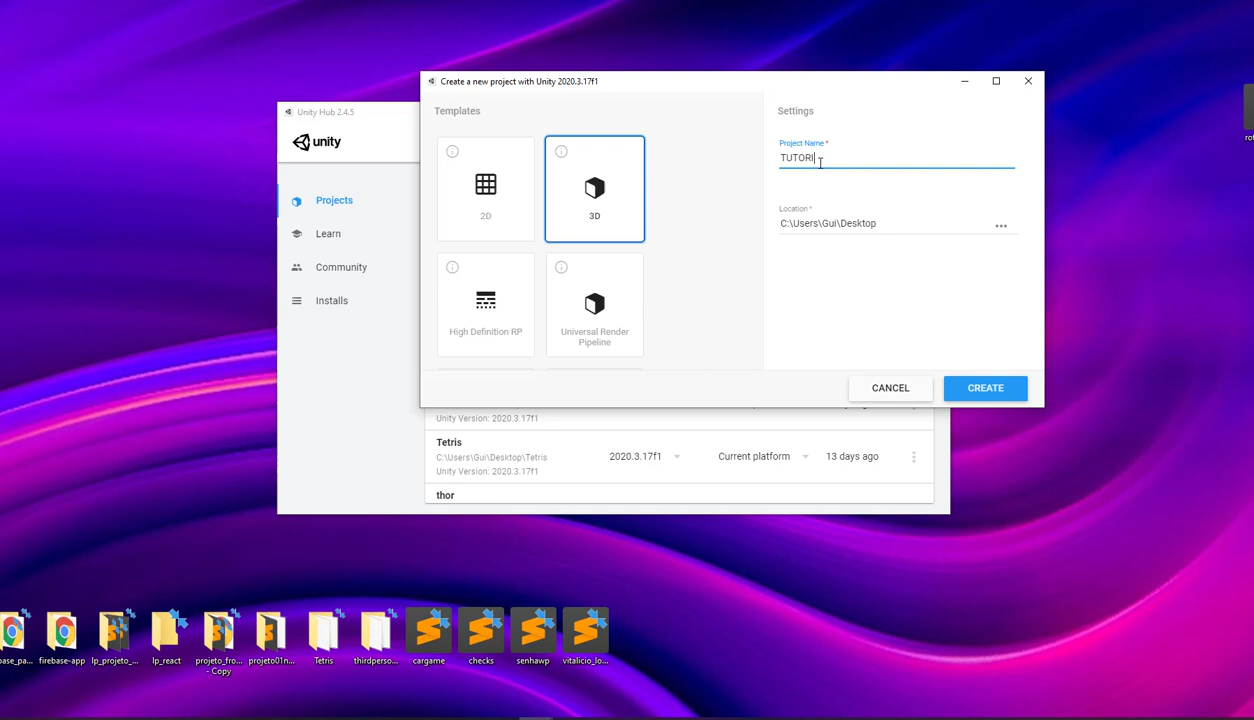 Create a new project with Unity 2020.3.17f1
Unity Hub 2.4.5
unity
Projects
Learn
Community
Installs
Templates
2D
3D
High Definition RP
Universal Render
Pipeline
Settings
Project Name *
TUTORI
Location *
C:\Users\Gui\Desktop
CANCEL
CREATE
Unity Version: 2020.3.17f1
Tetris
C:\Users\Gui\Desktop\Tetris
Unity Version: 2020.3.17f1
2020.3.17f1
Current platform
13 days ago
thor
rot
base_pa...
firebase-app
lp_projeto_...
lp_react
projeto_fro...
- Copy
projeto01n...
Tetris
thirdperso...
cargame
checks
senhawp
vitalicio_lo...